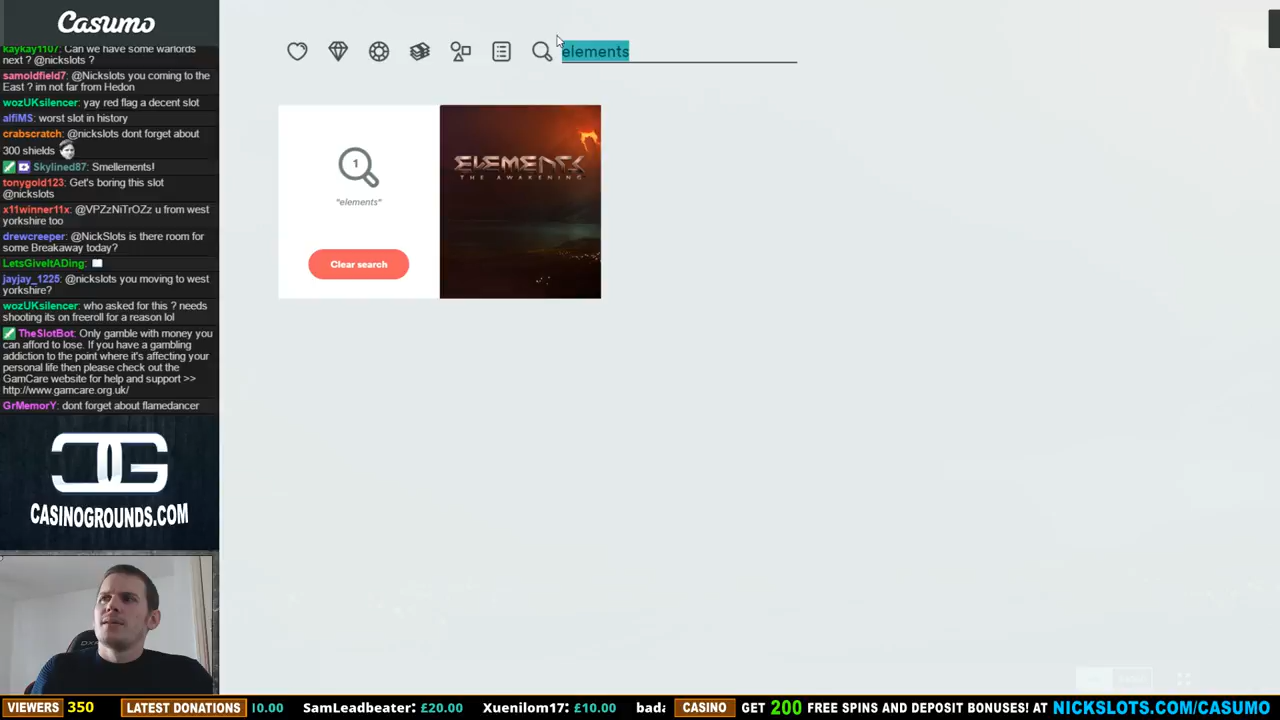 Casumo
kaykay1107: Can we have some warlords
next ? @nickslots ?
samoldfield7: @Nickslots you coming to the
East ? im not far from Hedon
wozUKsilencer: yay red flag a decent slot
alfiMS: worst slot in history
crabscratch: @nickslots dont forget about
300 shields
Skylined87: Smellements!
tonygold123: Get's boring this slot
@nickslots
x11winner11x: @VPZzNiTrOZz u from west
yorkshire too
drewcreeper: @NickSlots is there room for
some Breakaway today?
LetsGiveItADing:
jayjay_1225: @nickslots you moving to west
yorkshire?
wozUKsilencer: who asked for this ? needs
shooting its on freeroll for a reason lol
TheSlotBot: Only gamble with money you
can afford to lose. If you have a gambling
addiction to the point where it's affecting your
personal life then please check out the
GamCare website for help and support >>
http://www.gamcare.org.uk/
GrMemorY: dont forget about flamedancer
elements
1
"elements"
Clear search
ELEMENTS
THE AWAKENING
CASINOGROUNDS.COM
VIEWERS 350 LATEST DONATIONS 10.00 SamLeadbeater: £20.00 Xuenilom17: £10.00 bada CASINO GET 200 FREE SPINS AND DEPOSIT BONUSES! AT NICKSLOTS.COM/CASUMO